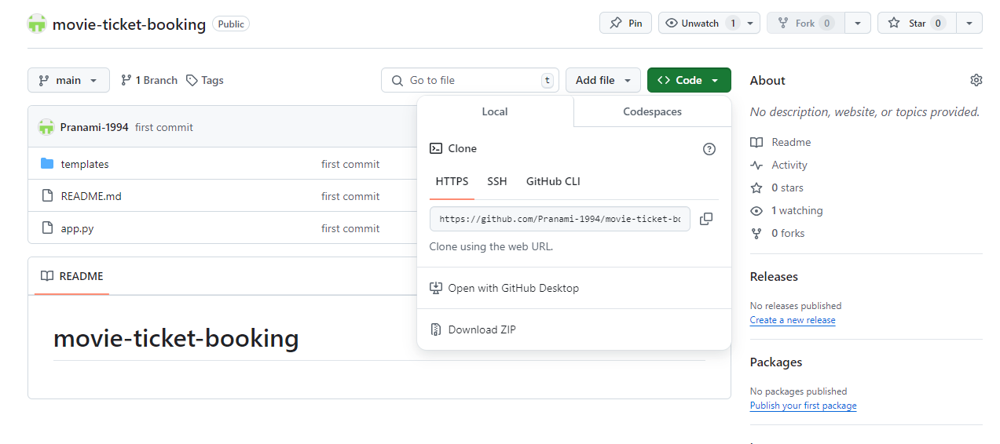 movie-ticket-booking Public
Pin
Unwatch 1
Fork 0
Star 0
main
1 Branch
Tags
Go to file t
Add file
Code
Local Codespaces
Clone
HTTPS SSH GitHub CLI
https://github.com/Pranami-1994/movie-ticket-bo
Clone using the web URL.
Open with GitHub Desktop
Download ZIP
Pranami-1994 first commit
templates first commit
README.md first commit
app.py first commit
README
movie-ticket-booking
About
No description, website, or topics provided.
Readme
Activity
0 stars
1 watching
0 forks
Releases
No releases published
Create a new release
Packages
No packages published
Publish your first package